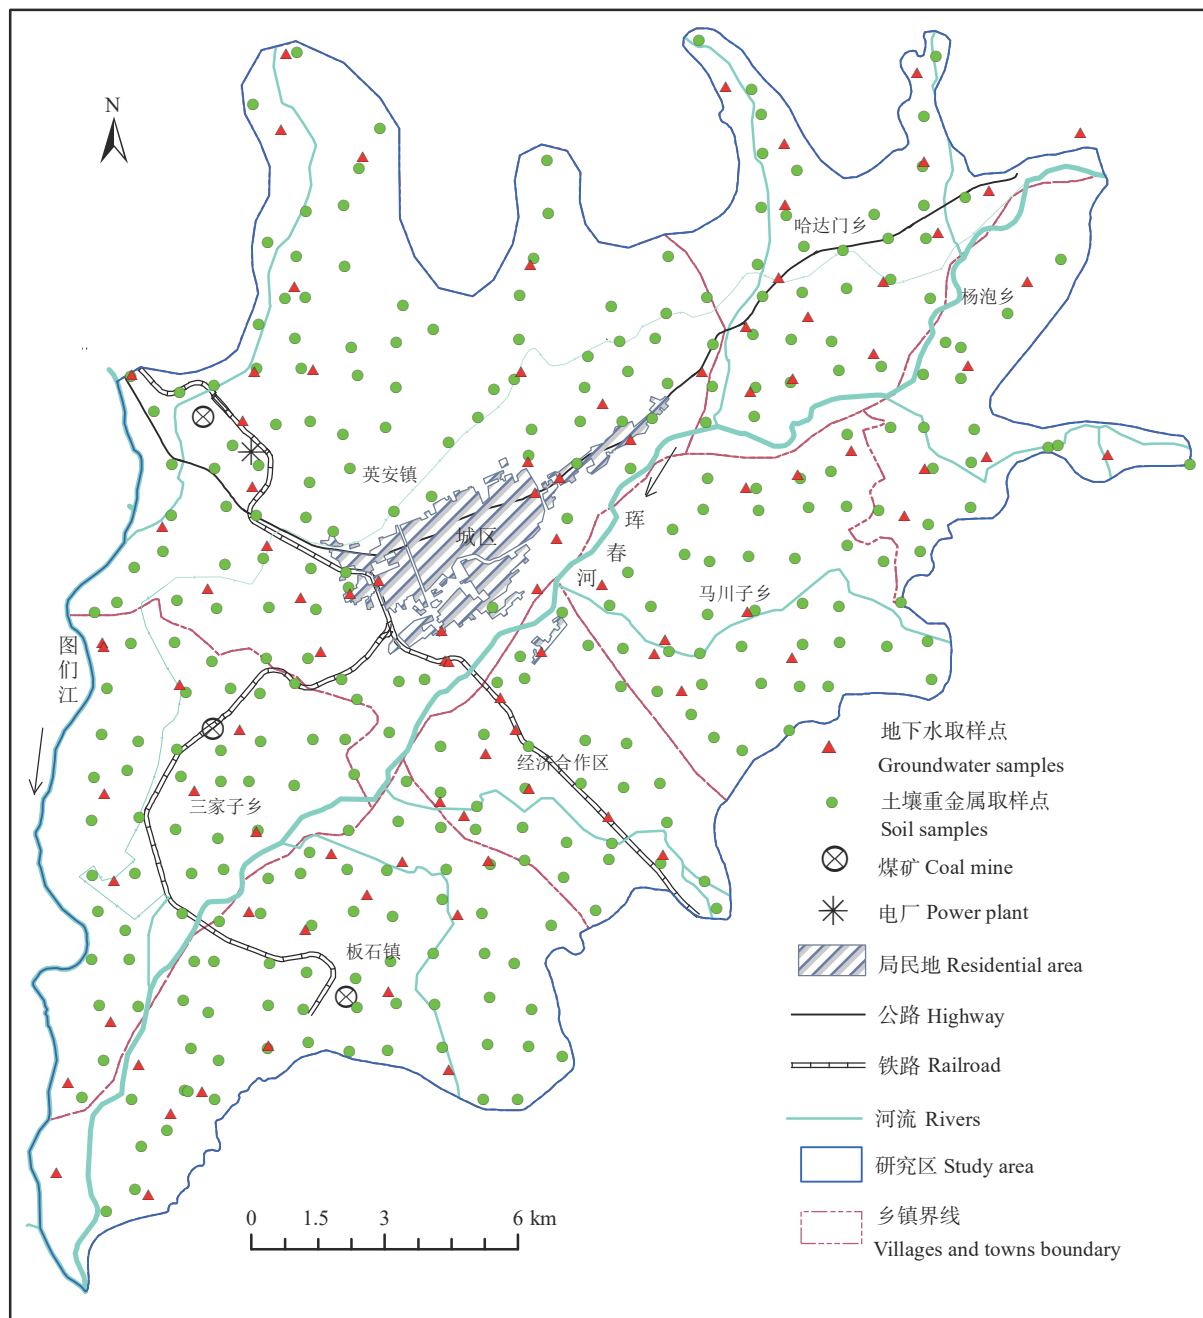 N
哈达门乡
杨泡乡
英安镇
城区
珲
春
河
马川子乡
图
们
江
经济合作区
三家子乡
板石镇
地下水取样点
Groundwater samples
土壤重金属取样点
Soil samples
煤矿 Coal mine
电厂 Power plant
局民地 Residential area
公路 Highway
铁路 Railroad
河流 Rivers
研究区 Study area
乡镇界线
Villages and towns boundary
0 1.5 3 6 km